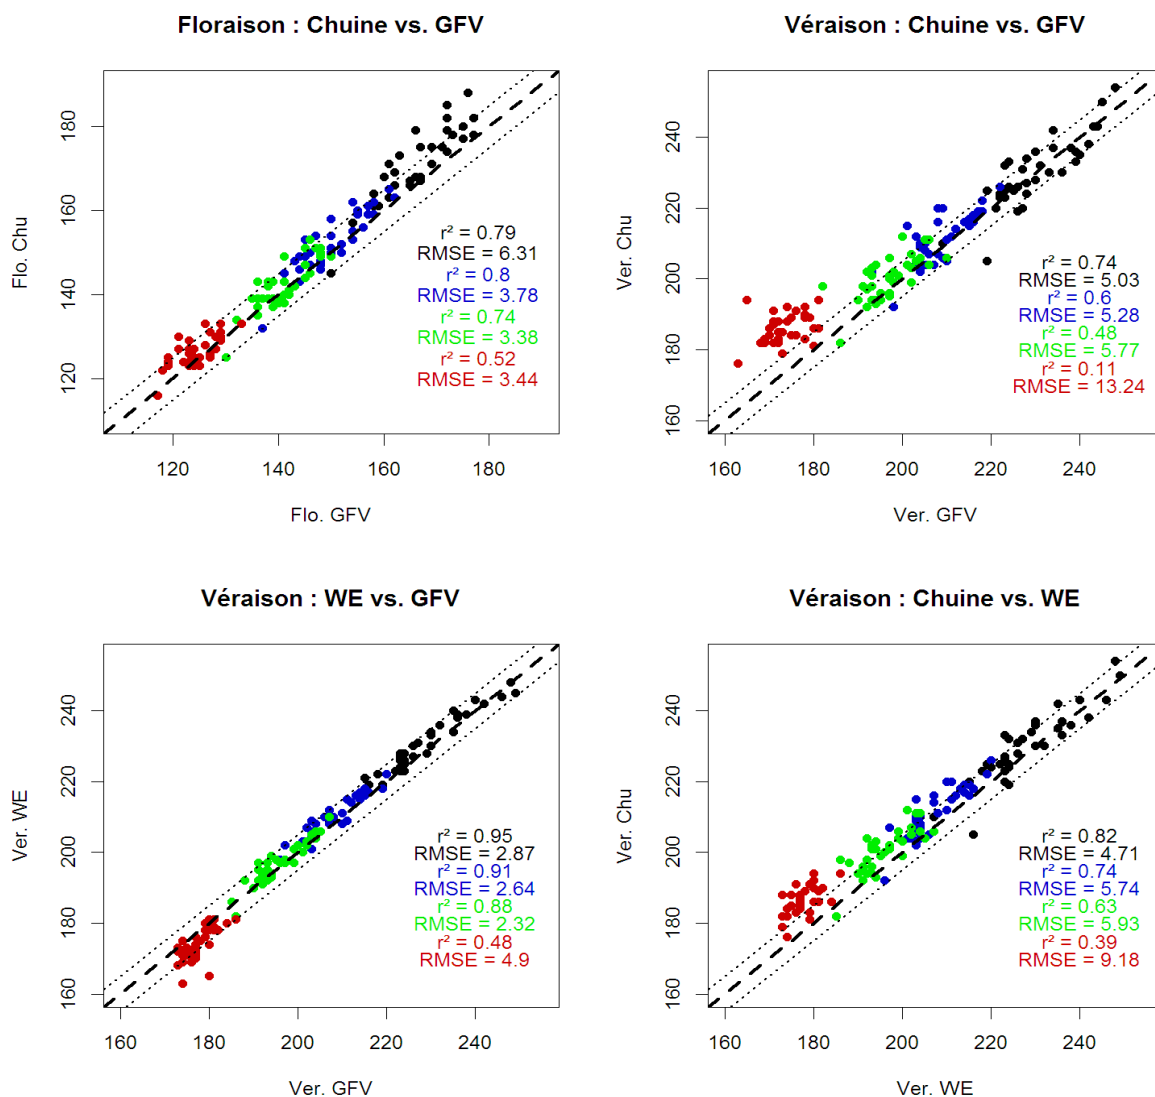 Floraison : Chuine vs. GFV
Flo. Chu
180
160
140
120
r² = 0.79
RMSE = 6.31
r² = 0.8
RMSE = 3.78
r² = 0.74
RMSE = 3.38
r² = 0.52
RMSE = 3.44
120 140 160 180
Flo. GFV
Véraison : Chuine vs. GFV
Ver. Chu
240
220
200
180
160
r² = 0.74
RMSE = 5.03
r² = 0.6
RMSE = 5.28
r² = 0.48
RMSE = 5.77
r² = 0.11
RMSE = 13.24
160 180 200 220 240
Ver. GFV
Véraison : WE vs. GFV
Ver. WE
240
220
200
180
160
r² = 0.95
RMSE = 2.87
r² = 0.91
RMSE = 2.64
r² = 0.88
RMSE = 2.32
r² = 0.48
RMSE = 4.9
160 180 200 220 240
Ver. GFV
Véraison : Chuine vs. WE
Ver. Chu
240
220
200
180
160
r² = 0.82
RMSE = 4.71
r² = 0.74
RMSE = 5.74
r² = 0.63
RMSE = 5.93
r² = 0.39
RMSE = 9.18
160 180 200 220 240
Ver. WE